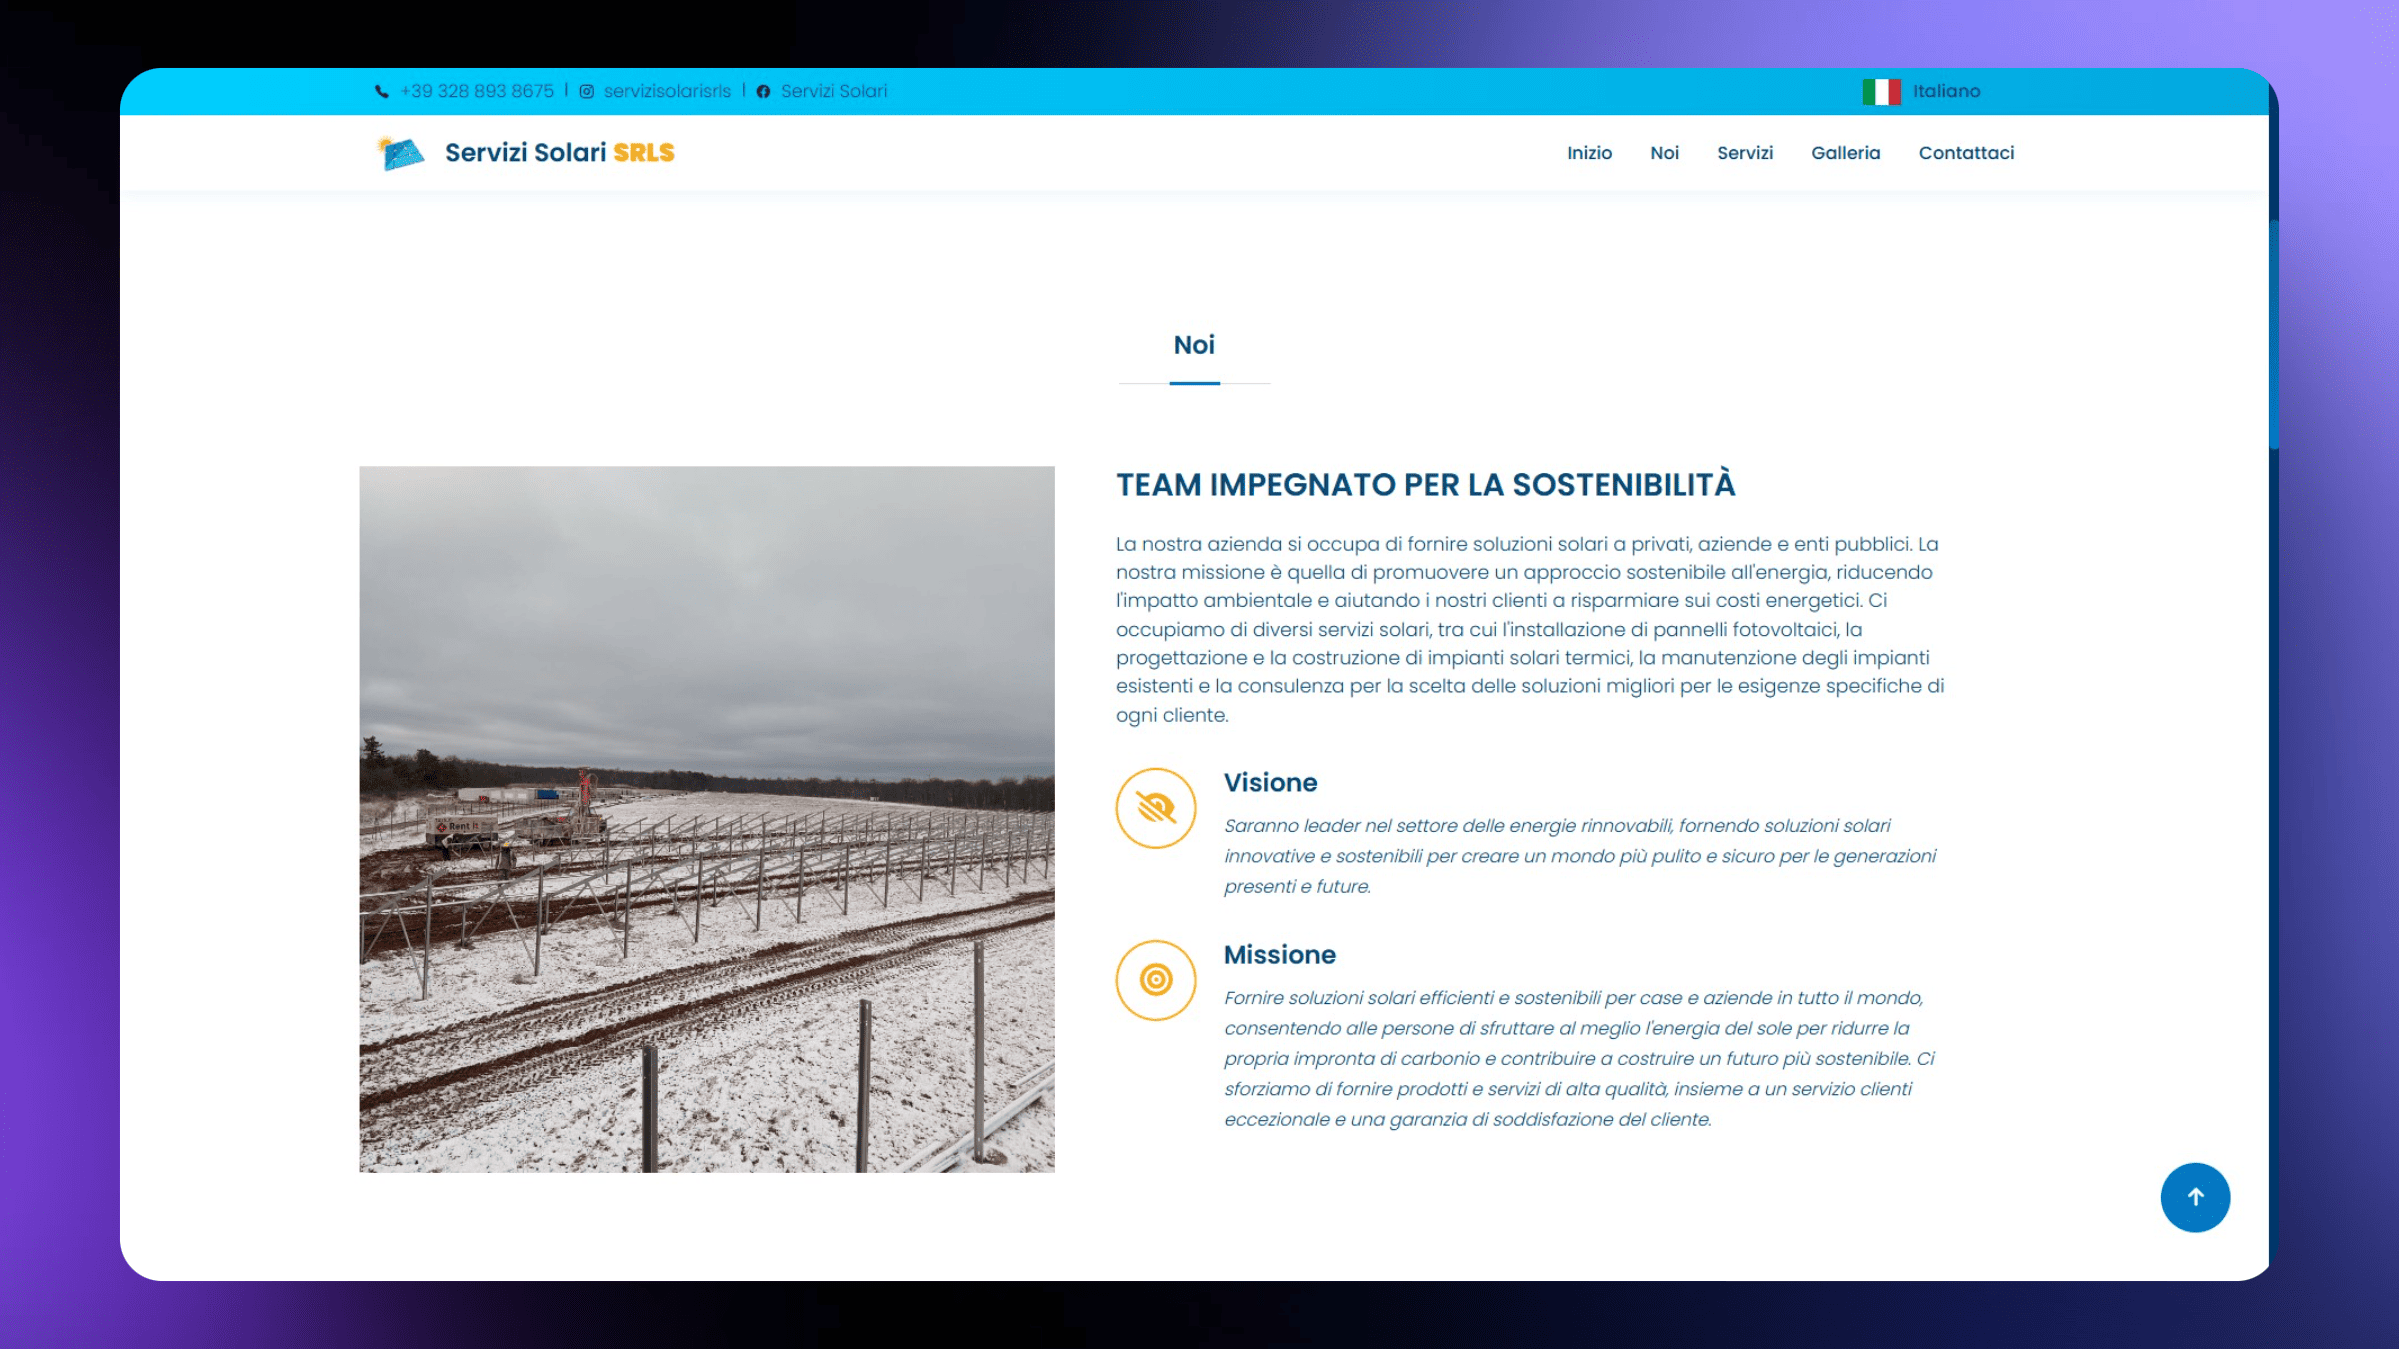 +39 328 893 8675 | servizisolarisrls | Servizi Solari
Italiano
Servizi Solari SRLS
Inizio Noi Servizi Galleria Contattaci
Noi
TEAM IMPEGNATO PER LA SOSTENIBILITÀ
La nostra azienda si occupa di fornire soluzioni solari a privati, aziende e enti pubblici. La
nostra missione è quella di promuovere un approccio sostenibile all'energia, riducendo
l'impatto ambientale e aiutando i nostri clienti a risparmiare sui costi energetici. Ci
occupiamo di diversi servizi solari, tra cui l'installazione di pannelli fotovoltaici, la
progettazione e la costruzione di impianti solari termici, la manutenzione degli impianti
esistenti e la consulenza per la scelta delle soluzioni migliori per le esigenze specifiche di
ogni cliente.
Rent It
Visione
Saranno leader nel settore delle energie rinnovabili, fornendo soluzioni solari
innovative e sostenibili per creare un mondo più pulito e sicuro per le generazioni
presenti e future.
Missione
Fornire soluzioni solari efficienti e sostenibili per case e aziende in tutto il mondo,
consentendo alle persone di sfruttare al meglio l'energia del sole per ridurre la
propria impronta di carbonio e contribuire a costruire un futuro più sostenibile. Ci
sforziamo di fornire prodotti e servizi di alta qualità, insieme a un servizio clienti
eccezionale e una garanzia di soddisfazione del cliente.